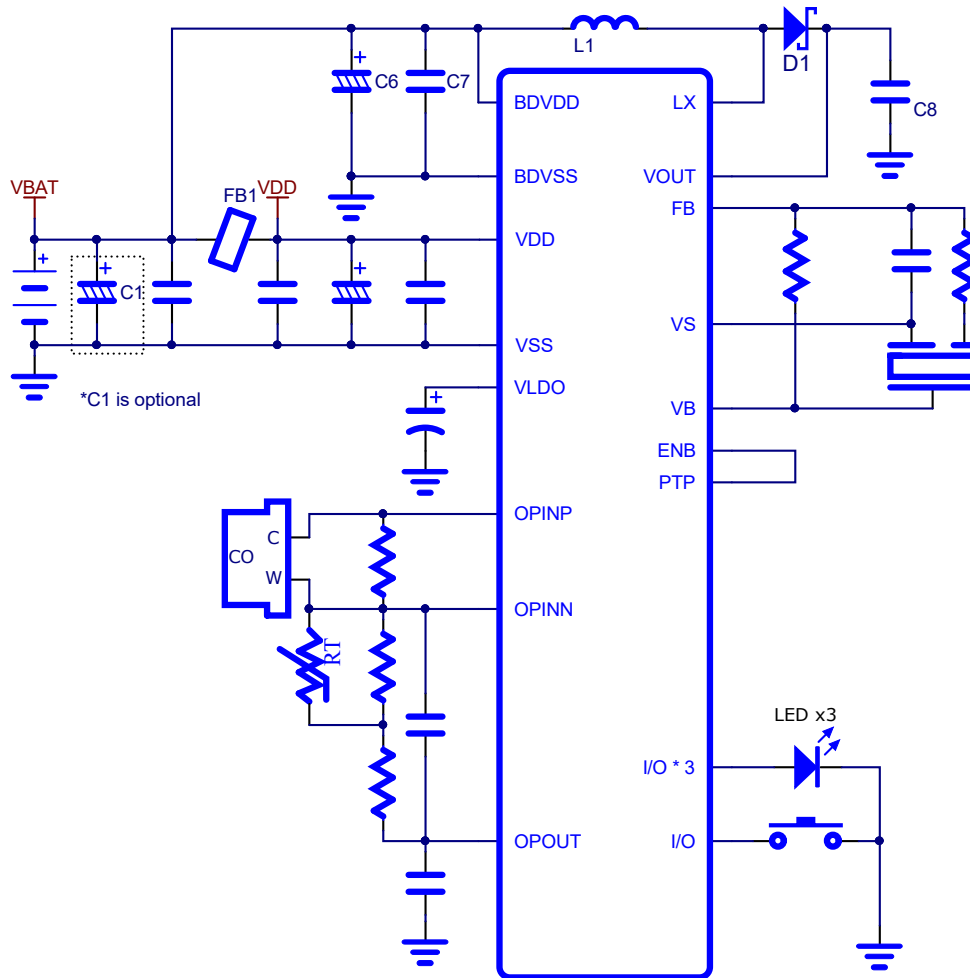 L1
D1
C6
C7
C8
BDVDD
LX
BDVSS
VOUT
VBAT
FB1
VDD
FB
VDD
C1
VS
VSS
*C1 is optional
VLDO
VB
ENB
PTP
C
CO
W
OPINP
OPINN
RT
LED x3
I/O * 3
OPOUT
I/O
+
+
+
+
+